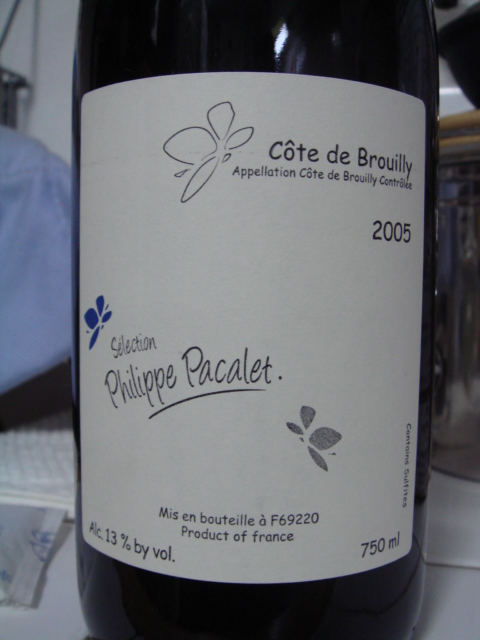 Côte de Brouilly
Appellation Côte de Brouilly Contrôlée
2005
Sélection
Philippe Pacalet.
Contains Sulfites
Mis en bouteille à F69220
Product of france
Alc. 13 % by vol.
750 ml